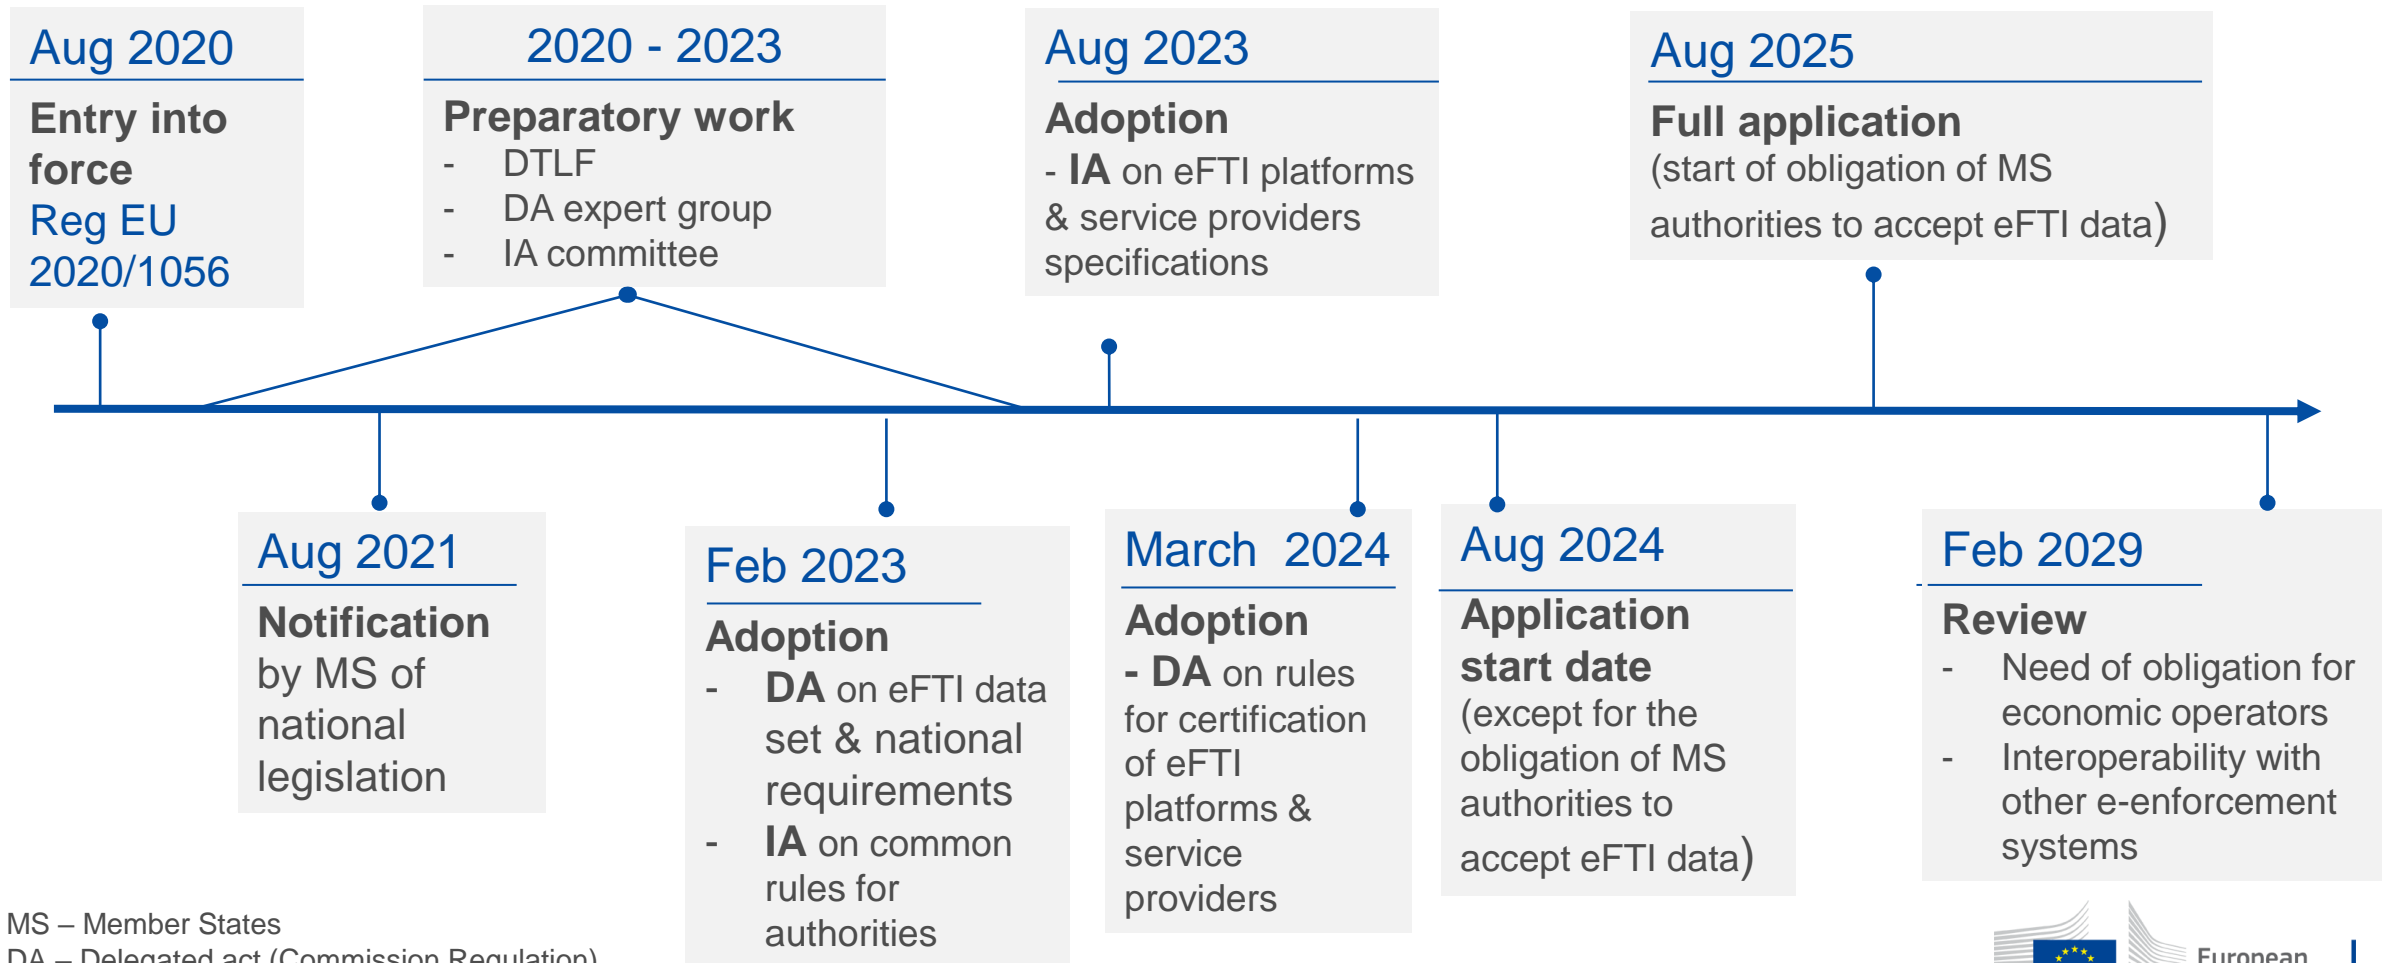 Aug 2020
Entry into
force
Reg EU
2020/1056
2020 - 2023
Preparatory work
- DTLF
- DA expert group
- IA committee
Aug 2023
Adoption
- IA on eFTI platforms
& service providers
specifications
Aug 2025
Full application
(start of obligation of MS
authorities to accept eFTI data)
Aug 2021
Notification
by MS of
national
legislation
Feb 2023
Adoption
- DA on eFTI data
set & national
requirements
- IA on common
rules for
authorities
March 2024
Adoption
- DA on rules
for certification
of eFTI
platforms &
service
providers
Aug 2024
Application
start date
(except for the
obligation of MS
authorities to
accept eFTI data)
Feb 2029
Review
- Need of obligation for
economic operators
- Interoperability with
other e-enforcement
systems
MS – Member States
DA – Delegated act (Commission Regulation)
European